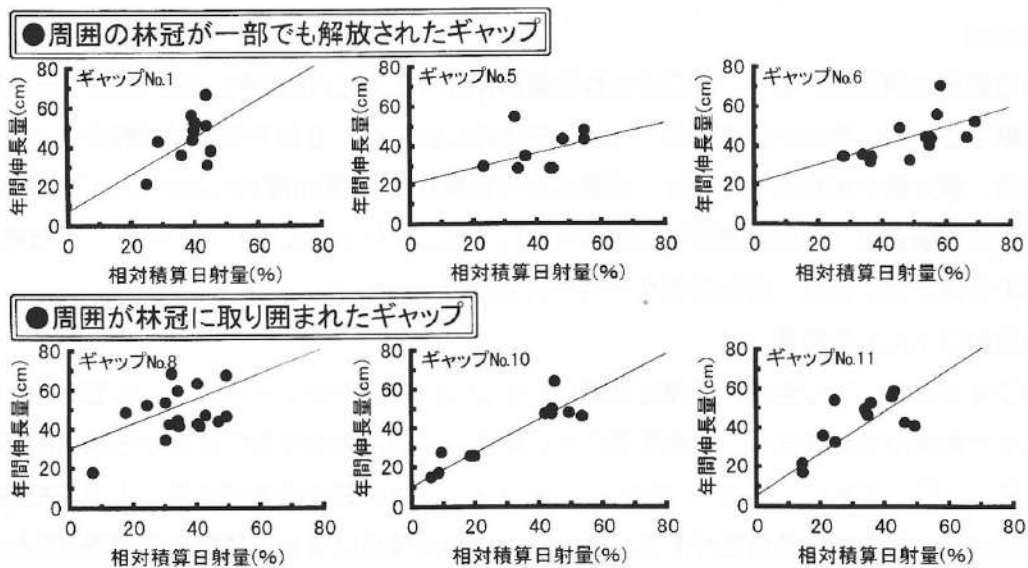 ●周囲の林冠が一部でも解放されたギャップ
ギャップNo.1
年間伸長量(cm)
80
60
40
20
0
0 20 40 60 80
相対積算日射量(%)
ギャップNo.5
年間伸長量(cm)
80
60
40
20
0
0 20 40 60 80
相対積算日射量(%)
ギャップNo.6
年間伸長量(cm)
80
60
40
20
0
0 20 40 60 80
相対積算日射量(%)
●周囲が林冠に取り囲まれたギャップ
ギャップNo.8
年間伸長量(cm)
80
60
40
20
0
0 20 40 60 80
相対積算日射量(%)
ギャップNo.10
年間伸長量(cm)
80
60
40
20
0
0 20 40 60 80
相対積算日射量(%)
ギャップNo.11
年間伸長量(cm)
80
60
40
20
0
0 20 40 60 80
相対積算日射量(%)